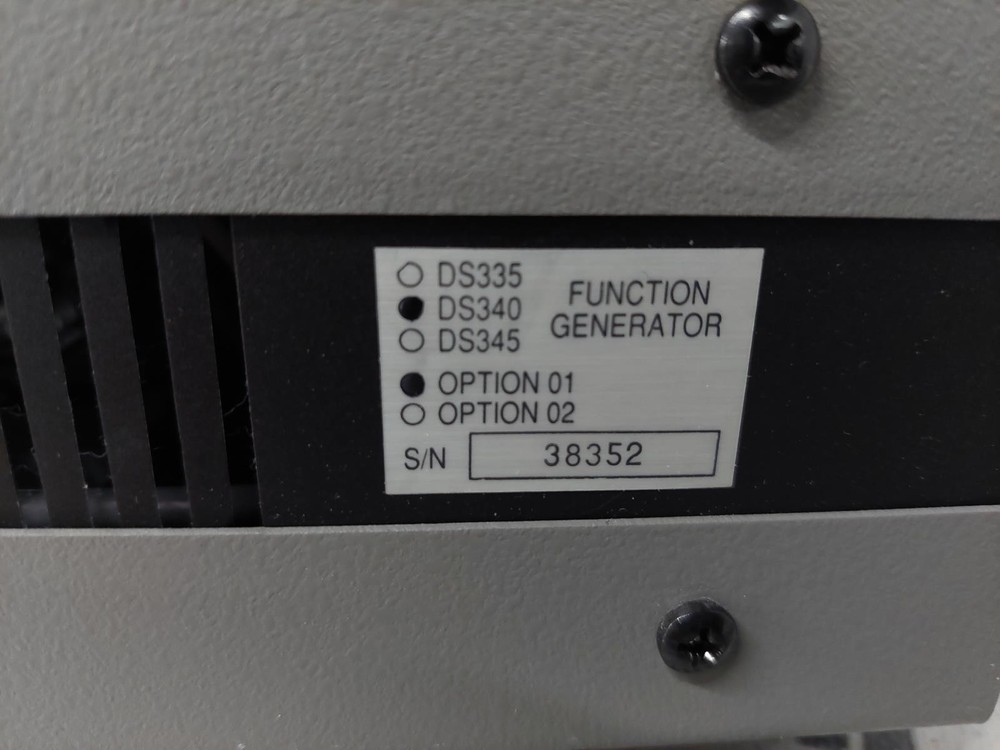 DS335
DS340
DS345
FUNCTION
GENERATOR
OPTION 01
OPTION 02
S/N 38352